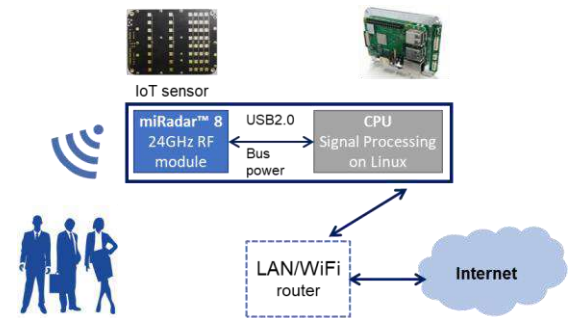 IoT sensor
miRadar™ 8
24GHz RF
module
USB2.0
Bus
power
CPU
Signal Processing
on Linux
LAN/WiFi
router
Internet